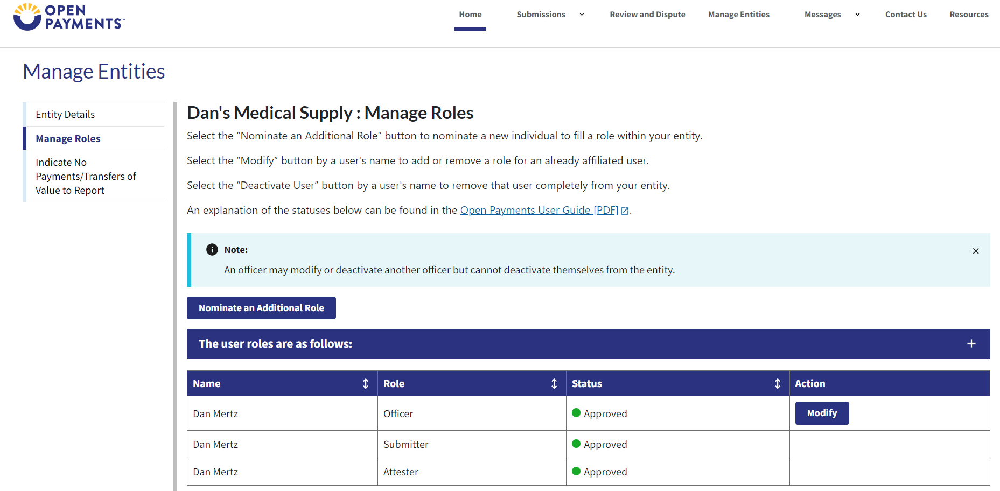 OPEN
PAYMENTS™
Home Submissions Review and Dispute Manage Entities Messages Contact Us Resources
Manage Entities
Entity Details
Manage Roles
Indicate No
Payments/Transfers of
Value to Report
Dan's Medical Supply : Manage Roles
Select the “Nominate an Additional Role” button to nominate a new individual to fill a role within your entity.
Select the “Modify” button by a user's name to add or remove a role for an already affiliated user.
Select the “Deactivate User” button by a user's name to remove that user completely from your entity.
An explanation of the statuses below can be found in the Open Payments User Guide [PDF].
Note:
An officer may modify or deactivate another officer but cannot deactivate themselves from the entity.
Nominate an Additional Role
The user roles are as follows:
Name Role Status Action
Dan Mertz Officer Approved Modify
Dan Mertz Submitter Approved
Dan Mertz Attester Approved